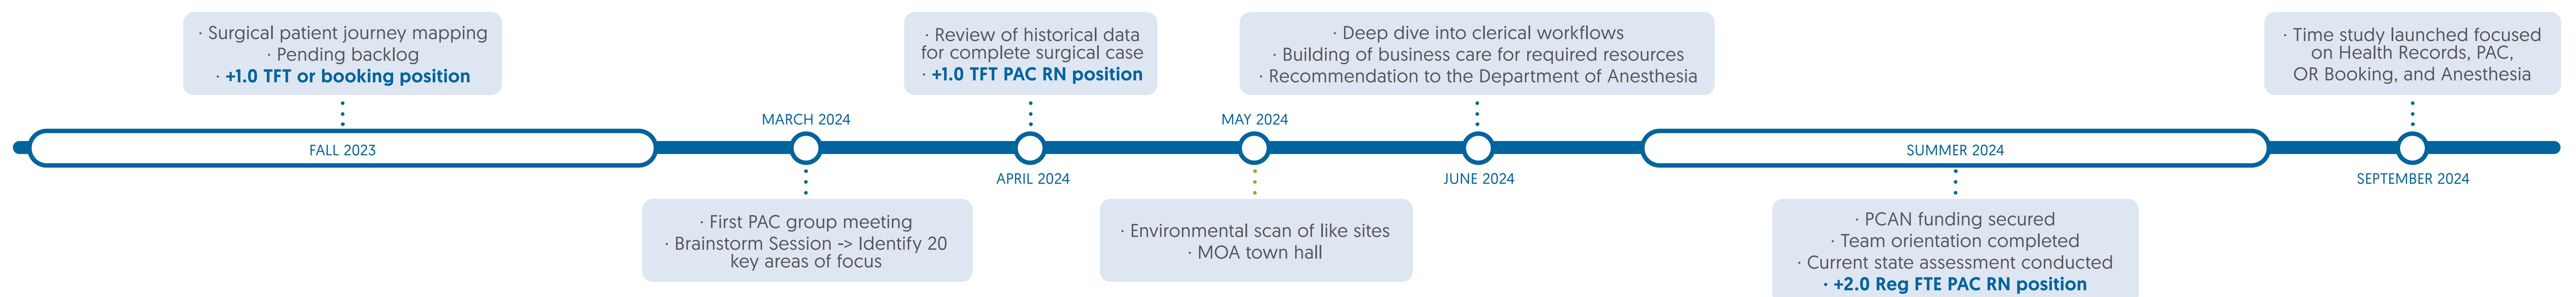 · Surgical patient journey mapping
· Pending backlog
· +1.0 TFT or booking position
FALL 2023
MARCH 2024
· First PAC group meeting
· Brainstorm Session -> Identify 20
key areas of focus
· Review of historical data
for complete surgical case
· +1.0 TFT PAC RN position
APRIL 2024
MAY 2024
· Environmental scan of like sites
· MOA town hall
· Deep dive into clerical workflows
· Building of business care for required resources
· Recommendation to the Department of Anesthesia
JUNE 2024
SUMMER 2024
· PCAN funding secured
· Team orientation completed
· Current state assessment conducted
· +2.0 Reg FTE PAC RN position
· Time study launched focused
on Health Records, PAC,
OR Booking, and Anesthesia
SEPTEMBER 2024